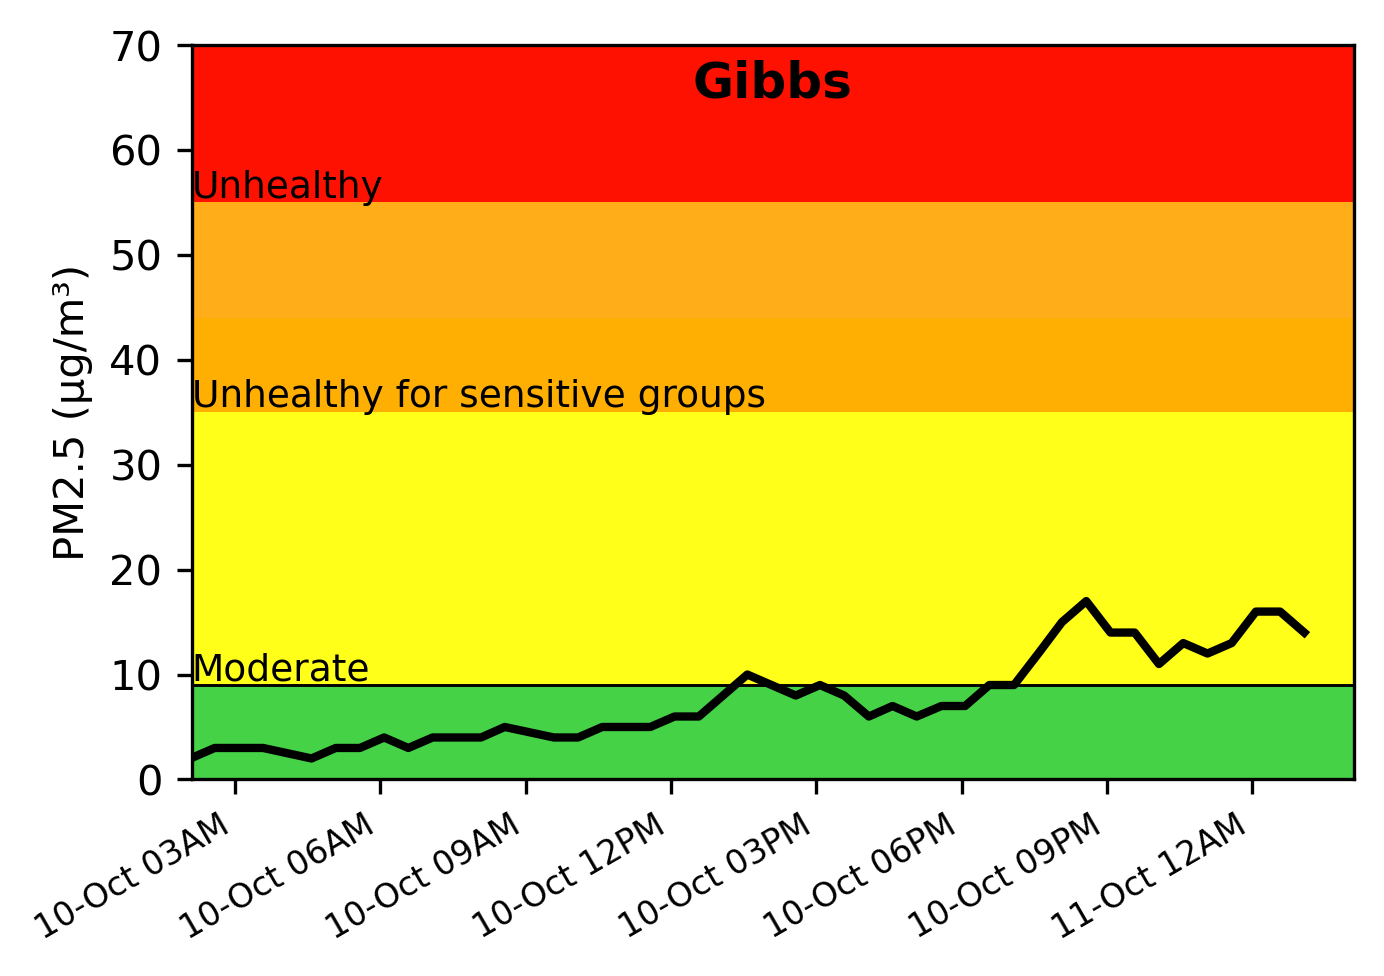 Gibbs
70
60
50
40
30
20
10
0
PM2.5 (µg/m³)
Unhealthy
Unhealthy for sensitive groups
Moderate
10-Oct 03AM
10-Oct 06AM
10-Oct 09AM
10-Oct 12PM
10-Oct 03PM
10-Oct 06PM
10-Oct 09PM
11-Oct 12AM